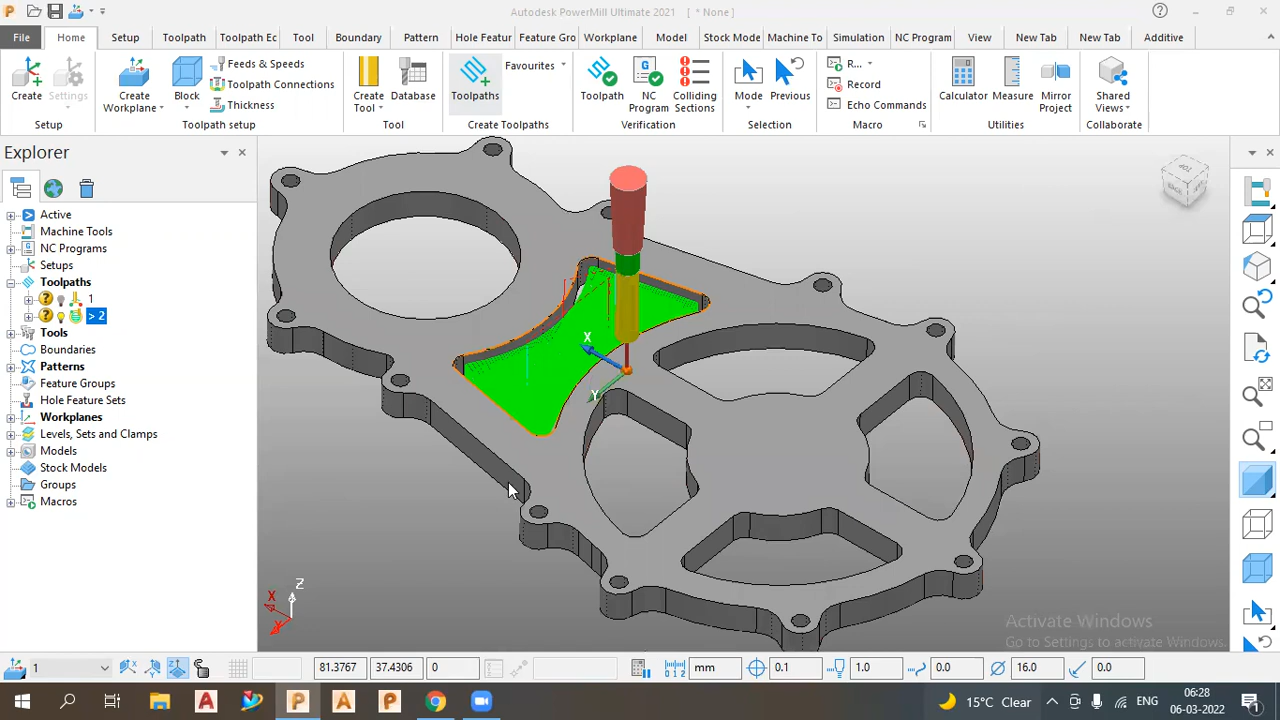 Autodesk PowerMill Ultimate 2021 [ * None ]
File Home Setup Toolpath Toolpath Ec Tool Boundary Pattern Hole Featur Feature Gro Workplane Model Stock Mode Machine To Simulation NC Program View New Tab New Tab Additive
Create
Settings
Setup
Create
Workplane
Block
Feeds & Speeds
Toolpath Connections
Thickness
Toolpath setup
Create
Tool
Database
Tool
Toolpaths
Favourites
Create Toolpaths
Toolpath
NC
Program
Colliding
Sections
Verification
Mode
Previous
Selection
R...
Record
Echo Commands
Macro
Calculator
Measure
Mirror
Project
Utilities
Shared
Views
Collaborate
Explorer
Active
Machine Tools
NC Programs
Setups
Toolpaths
1
> 2
Tools
Boundaries
Patterns
Feature Groups
Hole Feature Sets
Workplanes
Levels, Sets and Clamps
Models
Stock Models
Groups
Macros
X
Y
Z
X
Y
TOP
Activate Windows
Go to Settings to activate Windows.
1 81.3767 37.4306 0 mm 0.1 1.0 0.0 16.0 0.0
15°C Clear ENG 06:28
06-03-2022